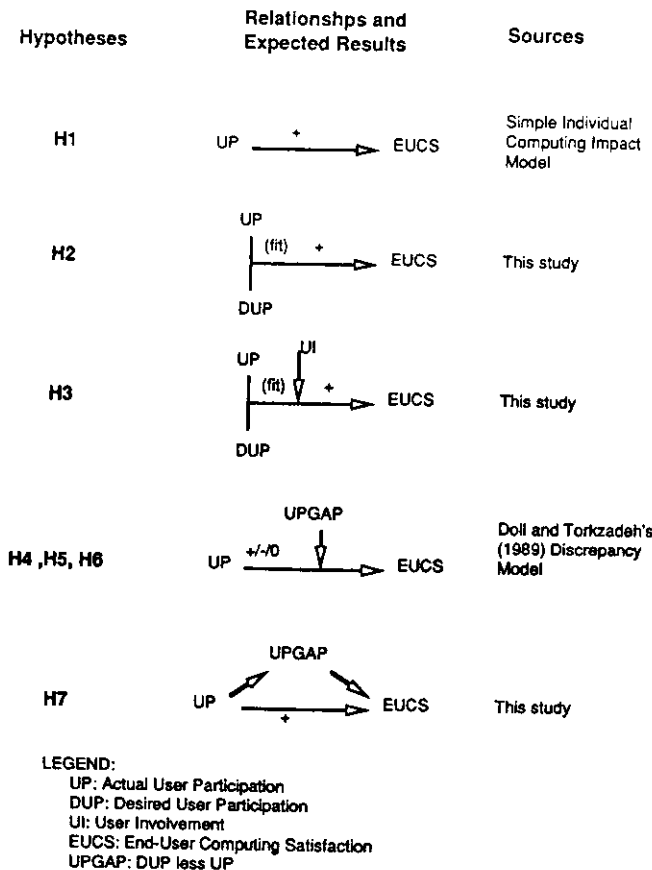 Hypotheses
Relationshps and
Expected Results
Sources
H1
UP
+
EUCS
Simple Individual
Computing Impact
Model
H2
UP
(fit)
+
EUCS
DUP
This study
H3
UP
UI
(fit)
+
EUCS
DUP
This study
H4 ,H5, H6
UPGAP
UP
+/-/0
EUCS
Doll and Torkzadeh's
(1989) Discrepancy
Model
H7
UPGAP
UP
+
EUCS
This study
LEGEND:
UP: Actual User Participation
DUP: Desired User Participation
UI: User Involvement
EUCS: End-User Computing Satisfaction
UPGAP: DUP less UP